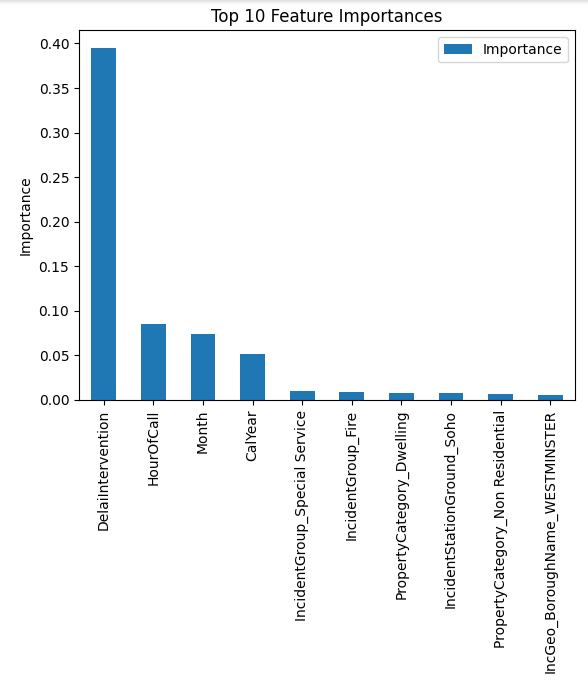 Top 10 Feature Importances
Importance
Importance
0.40
0.35
0.30
0.25
0.20
0.15
0.10
0.05
0.00
DelaiIntervention
HourOfCall
Month
CalYear
IncidentGroup_Special Service
IncidentGroup_Fire
PropertyCategory_Dwelling
IncidentStationGround_Soho
PropertyCategory_Non Residential
IncGeo_BoroughName_WESTMINSTER